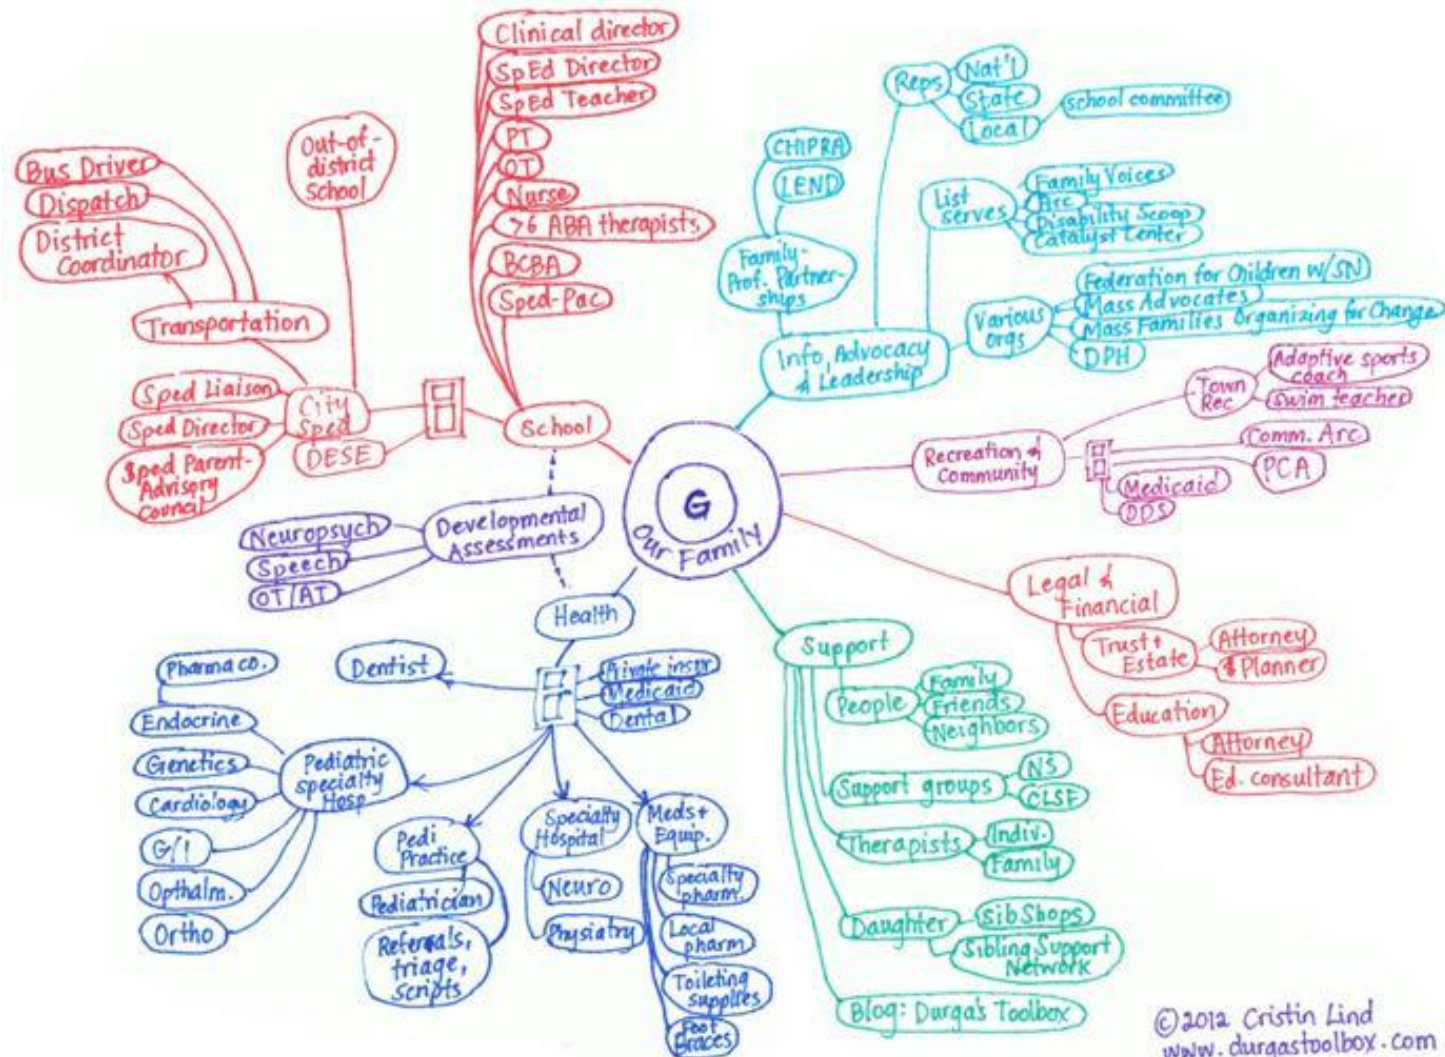 Clinical director
SpEd Director
SpEd Teacher
PT
OT
Nurse
>6 ABA therapists
BCBA
Sped-Pac
Out-of-
district
School
Bus Driver
Dispatch
District
Coordinator
Transportation
Sped Liaison
Sped Director
Sped Parent-
Advisory
Council
City
Sped
DESE
School
Reps
Nat'l
State
Local
school committee
CHIPRA
LEND
Family-
Prof. Partner-
ships
List
serves
Family Voices
Arc
Disability Scoop
Catalyst Center
Various
orgs
Federation for Children w/SN
Mass Advocates
Mass Families Organizing for Change
DPH
Info, Advocacy
& Leadership
Town
Rec
Adaptive sports
coach
Swim teacher
Recreation &
Community
Comm. Arc
PCA
Medicaid
DDS
G
Our Family
Neuropsych
Speech
OT/AT
Developmental
Assessments
Health
Legal &
Financial
Trust +
Estate
Attorney
$ Planner
Education
Attorney
Ed. consultant
Support
People
Family
Friends
Neighbors
Support groups
NS
CLSF
Therapists
Indiv.
Family
Daughter
SibShops
Sibling Support
Network
Blog: Durga's Toolbox
Dentist
Private insur
Medicaid
Dental
Pharma co.
Endocrine
Genetics
Cardiology
G/I
Opthalm.
Ortho
Pediatric
specialty
Hosp
Pedi
Practice
Pediatrician
Referrals,
triage,
scripts
Specialty
Hospital
Neuro
Physiatry
Meds +
Equip.
Specialty
pharm.
Local
pharm
Toileting
supplies
Foot
Braces
©2012 Cristin Lind
www.durgastoolbox.com